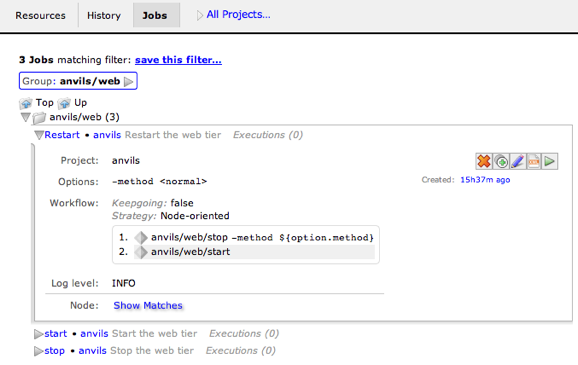 Resources History Jobs All Projects...
3 Jobs matching filter: save this filter...
Group: anvils/web
Top Up
anvils/web (3)
Restart • anvils Restart the web tier Executions (0)
Project: anvils
Created: 15h37m ago
Options: -method <normal>
Workflow: Keepgoing: false
Strategy: Node-oriented
1. anvils/web/stop -method ${option.method}
2. anvils/web/start
Log level: INFO
Node: Show Matches
start • anvils Start the web tier Executions (0)
stop • anvils Stop the web tier Executions (0)